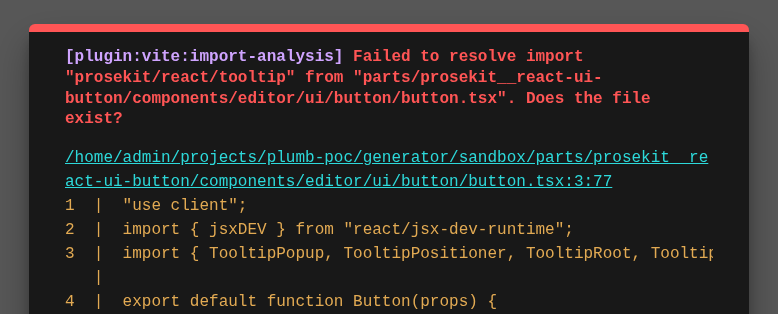 [plugin:vite:import-analysis] Failed to resolve import
"prosekit/react/tooltip" from "parts/prosekit__react-ui-
button/components/editor/ui/button/button.tsx". Does the file
exist?
/home/admin/projects/plumb-poc/generator/sandbox/parts/prosekit__re
act-ui-button/components/editor/ui/button/button.tsx:3:77
1  |  "use client";
2  |  import { jsxDEV } from "react/jsx-dev-runtime";
3  |  import { TooltipPopup, TooltipPositioner, TooltipRoot, Tooltip
   |
4  |  export default function Button(props) {